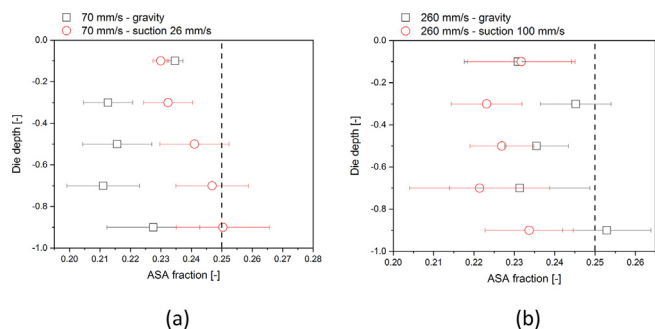 70 mm/s - gravity
70 mm/s - suction 26 mm/s
0.0
-0.2
-0.4
-0.6
-0.8
-1.0
Die depth [-]
0.20 0.21 0.22 0.23 0.24 0.25 0.26 0.27 0.28
ASA fraction [-]
(a)
260 mm/s - gravity
260 mm/s - suction 100 mm/s
0.0
-0.2
-0.4
-0.6
-0.8
-1.0
Die depth [-]
0.20 0.21 0.22 0.23 0.24 0.25 0.26
ASA fraction [-]
(b)